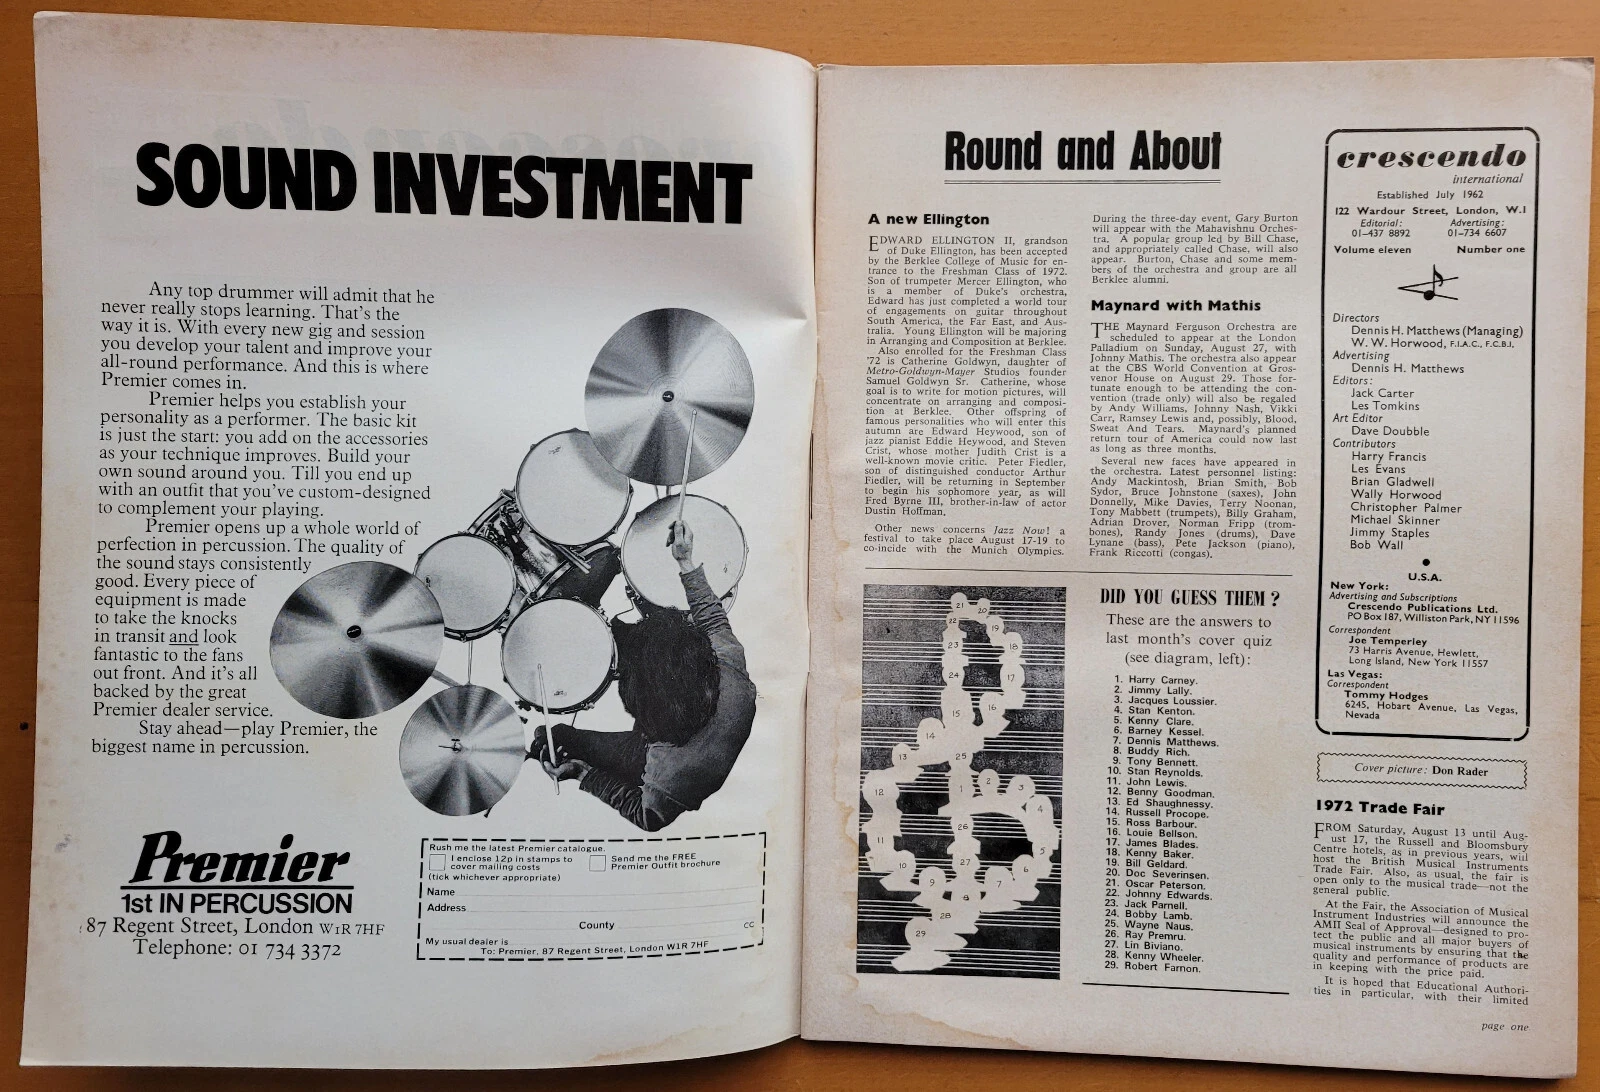 SOUND INVESTMENT
Any top drummer will admit that he
never really stops learning. That's the
way it is. With every new gig and session
you develop your talent and improve your
all-round performance. And this is where
Premier comes in.
Premier helps you establish your
personality as a performer. The basic kit
is just the start: you add on the accessories
as your technique improves. Build your
own sound around you. Till you end up
with an outfit that you've custom-designed
to complement your playing.
Premier opens up a whole world of
perfection in percussion. The quality of
the sound stays consistently
good. Every piece of
equipment is made
to take the knocks
in transit and look
fantastic to the fans
out front. And it's all
backed by the great
Premier dealer service.
Stay ahead—play Premier, the
biggest name in percussion.
Premier
1st IN PERCUSSION
87 Regent Street, London W1R 7HF
Telephone: 01 734 3372
Rush me the latest Premier catalogue.
I enclose 12p in stamps to
cover mailing costs
Send me the FREE
Premier Outfit brochure
(tick whichever appropriate)
Name
Address
County
CC
My usual dealer is
To: Premier, 87 Regent Street, London W1R 7HF
Round and About
A new Ellington
EDWARD ELLINGTON II, grandson
of Duke Ellington, has been accepted
by the Berklee College of Music for en-
trance to the Freshman Class of 1972.
Son of trumpeter Mercer Ellington, who
is a member of Duke's orchestra,
Edward has just completed a world tour
of engagements on guitar throughout
South America, the Far East, and Aus-
tralia. Young Ellington will be majoring
in Arranging and Composition at Berklee.
Also enrolled for the Freshman Class
'72 is Catherine Goldwyn, daughter of
Metro-Goldwyn-Mayer Studios founder
Samuel Goldwyn Sr. Catherine, whose
goal is to write for motion pictures, will
concentrate on arranging and composi-
tion at Berklee. Other offspring of
famous personalities who will enter this
autumn are Edward Heywood, son of
jazz pianist Eddie Heywood, and Steven
Crist, whose mother Judith Crist is a
well-known movie critic. Peter Fiedler,
son of distinguished conductor Arthur
Fiedler, will be returning in September
to begin his sophomore year, as will
Fred Byrne III, brother-in-law of actor
Dustin Hoffman.
Other news concerns Jazz Now! a
festival to take place August 17-19 to
co-incide with the Munich Olympics.
During the three-day event, Gary Burton
will appear with the Mahavishnu Orches-
tra. A popular group led by Bill Chase,
and appropriately called Chase, will also
appear. Burton, Chase and some mem-
bers of the orchestra and group are all
Berklee alumni.
Maynard with Mathis
THE Maynard Ferguson Orchestra are
scheduled to appear at the London
Palladium on Sunday, August 27, with
Johnny Mathis. The orchestra also appear
at the CBS World Convention at Gros-
venor House on August 29. Those for-
tunate enough to be attending the con-
vention (trade only) will also be regaled
by Andy Williams, Johnny Nash, Vikki
Carr, Ramsey Lewis and, possibly, Blood,
Sweat And Tears. Maynard's planned
return tour of America could now last
as long as three months.
Several new faces have appeared in
the orchestra. Latest personnel listing:
Andy Mackintosh, Brian Smith, Bob
Sydor, Bruce Johnstone (saxes), John
Donnelly, Mike Davies, Terry Noonan,
Tony Mabbett (trumpets), Billy Graham,
Adrian Drover, Norman Fripp (trom-
bones), Randy Jones (drums), Dave
Lynane (bass), Pete Jackson (piano),
Frank Riccotti (congas).
21
20
22
19
23
18
24
17
16
15
14
13
25
12
1
2
3
4
26
11
5
27
10
6
9
7
8
28
29
DID YOU GUESS THEM ?
These are the answers to
last month's cover quiz
(see diagram, left):
1. Harry Carney.
2. Jimmy Lally.
3. Jacques Loussier.
4. Stan Kenton.
5. Kenny Clare.
6. Barney Kessel.
7. Dennis Matthews.
8. Buddy Rich.
9. Tony Bennett.
10. Stan Reynolds.
11. John Lewis.
12. Benny Goodman.
13. Ed Shaughnessy.
14. Russell Procope.
15. Ross Barbour.
16. Louie Bellson.
17. James Blades.
18. Kenny Baker.
19. Bill Geldard.
20. Doc Severinsen.
21. Oscar Peterson.
22. Johnny Edwards.
23. Jack Parnell.
24. Bobby Lamb.
25. Wayne Naus.
26. Ray Premru.
27. Lin Biviano.
28. Kenny Wheeler.
29. Robert Farnon.
crescendo
international
Established July 1962
122 Wardour Street, London, W.1
Editorial: Advertising:
01-437 8892 01-734 6607
Volume eleven Number one
Directors
Dennis H. Matthews (Managing)
W. W. Horwood, F.I.A.C., F.C.B.I.
Advertising
Dennis H. Matthews
Editors:
Jack Carter
Les Tomkins
Art Editor
Dave Doubble
Contributors
Harry Francis
Les Evans
Brian Gladwell
Wally Horwood
Christopher Palmer
Michael Skinner
Jimmy Staples
Bob Wall
U.S.A.
New York:
Advertising and Subscriptions
Crescendo Publications Ltd.
PO Box 187, Williston Park, NY 11596
Correspondent
Joe Temperley
73 Harris Avenue, Hewlett,
Long Island, New York 11557
Las Vegas:
Correspondent
Tommy Hodges
6245, Hobart Avenue, Las Vegas,
Nevada
Cover picture: Don Rader
1972 Trade Fair
FROM Saturday, August 13 until Aug-
ust 17, the Russell and Bloomsbury
Centre hotels, as in previous years, will
host the British Musical Instruments
Trade Fair. Also, as usual, the fair is
open only to the musical trade—not the
general public.
At the Fair, the Association of Musical
Instrument Industries will announce the
AMII Seal of Approval—designed to pro-
tect the public and all major buyers of
musical instruments by ensuring that the
quality and performance of products are
in keeping with the price paid.
It is hoped that Educational Authori-
ties in particular, with their limited
page one